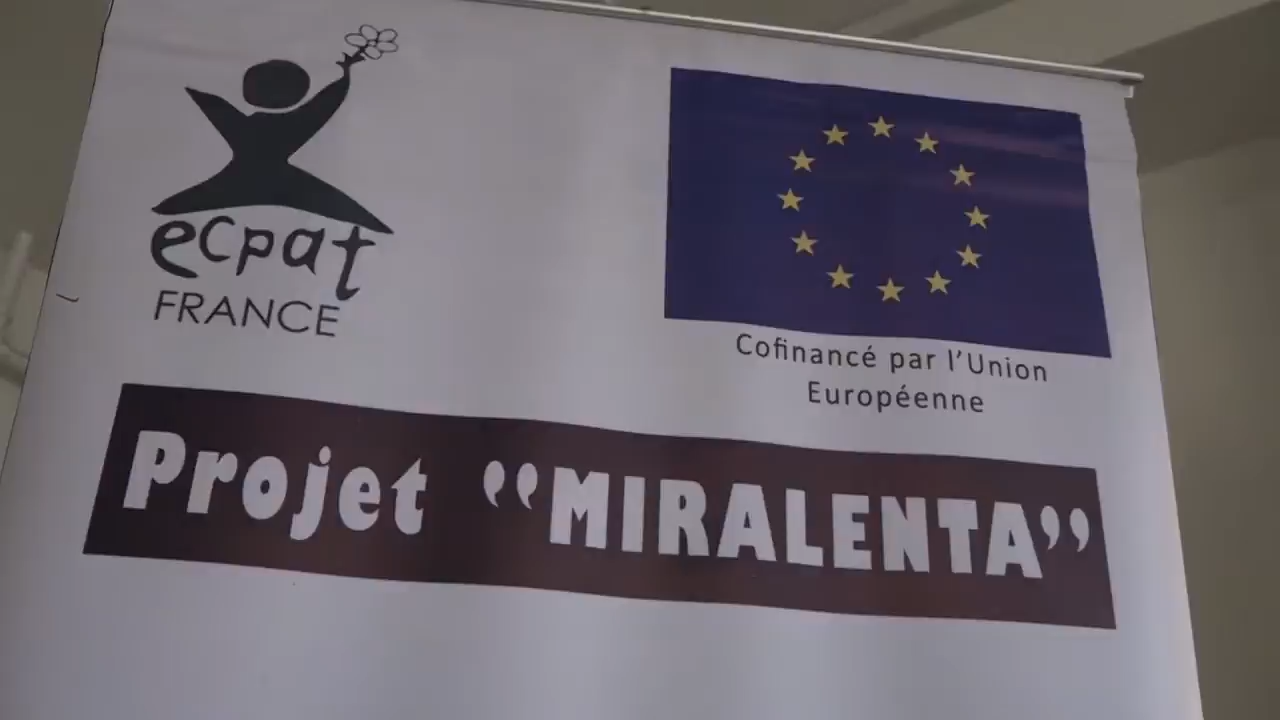 ecpat
FRANCE
Cofinancé par l'Union
Européenne
Projet “MIRALENTA”